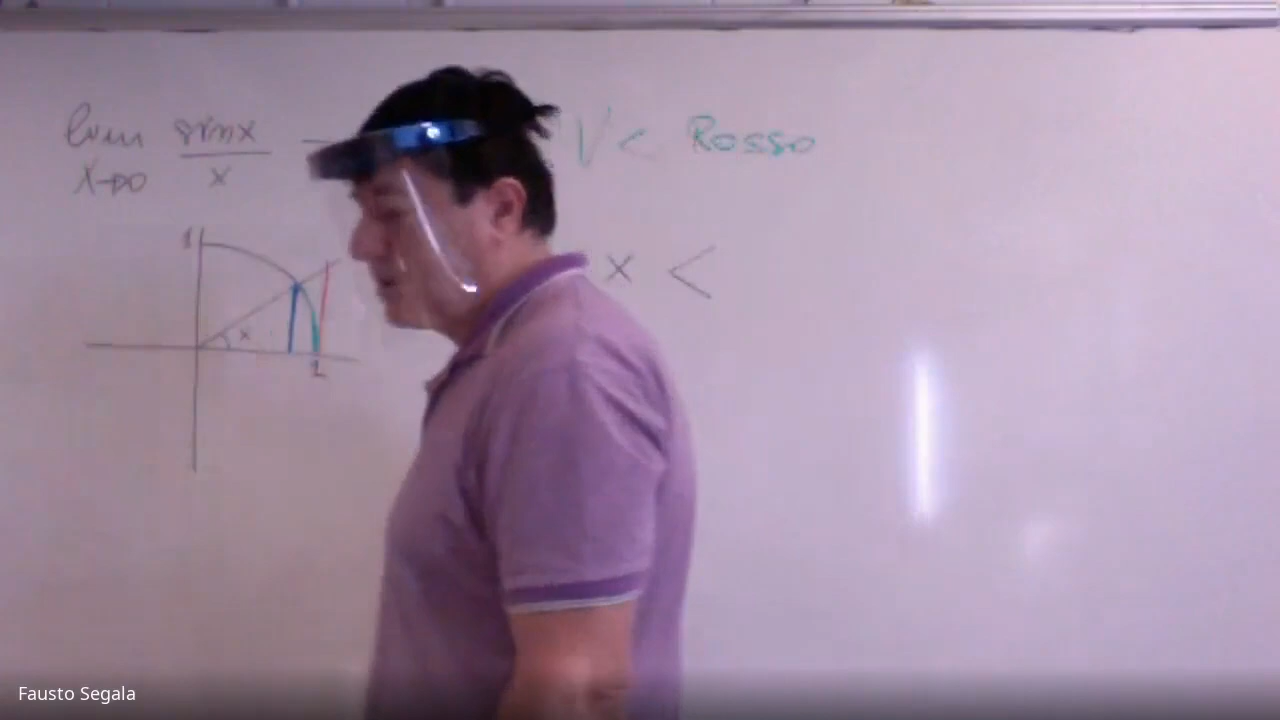 lim sinx
x→0 x
V < Rosso
x <
1
x
1
Fausto Segala